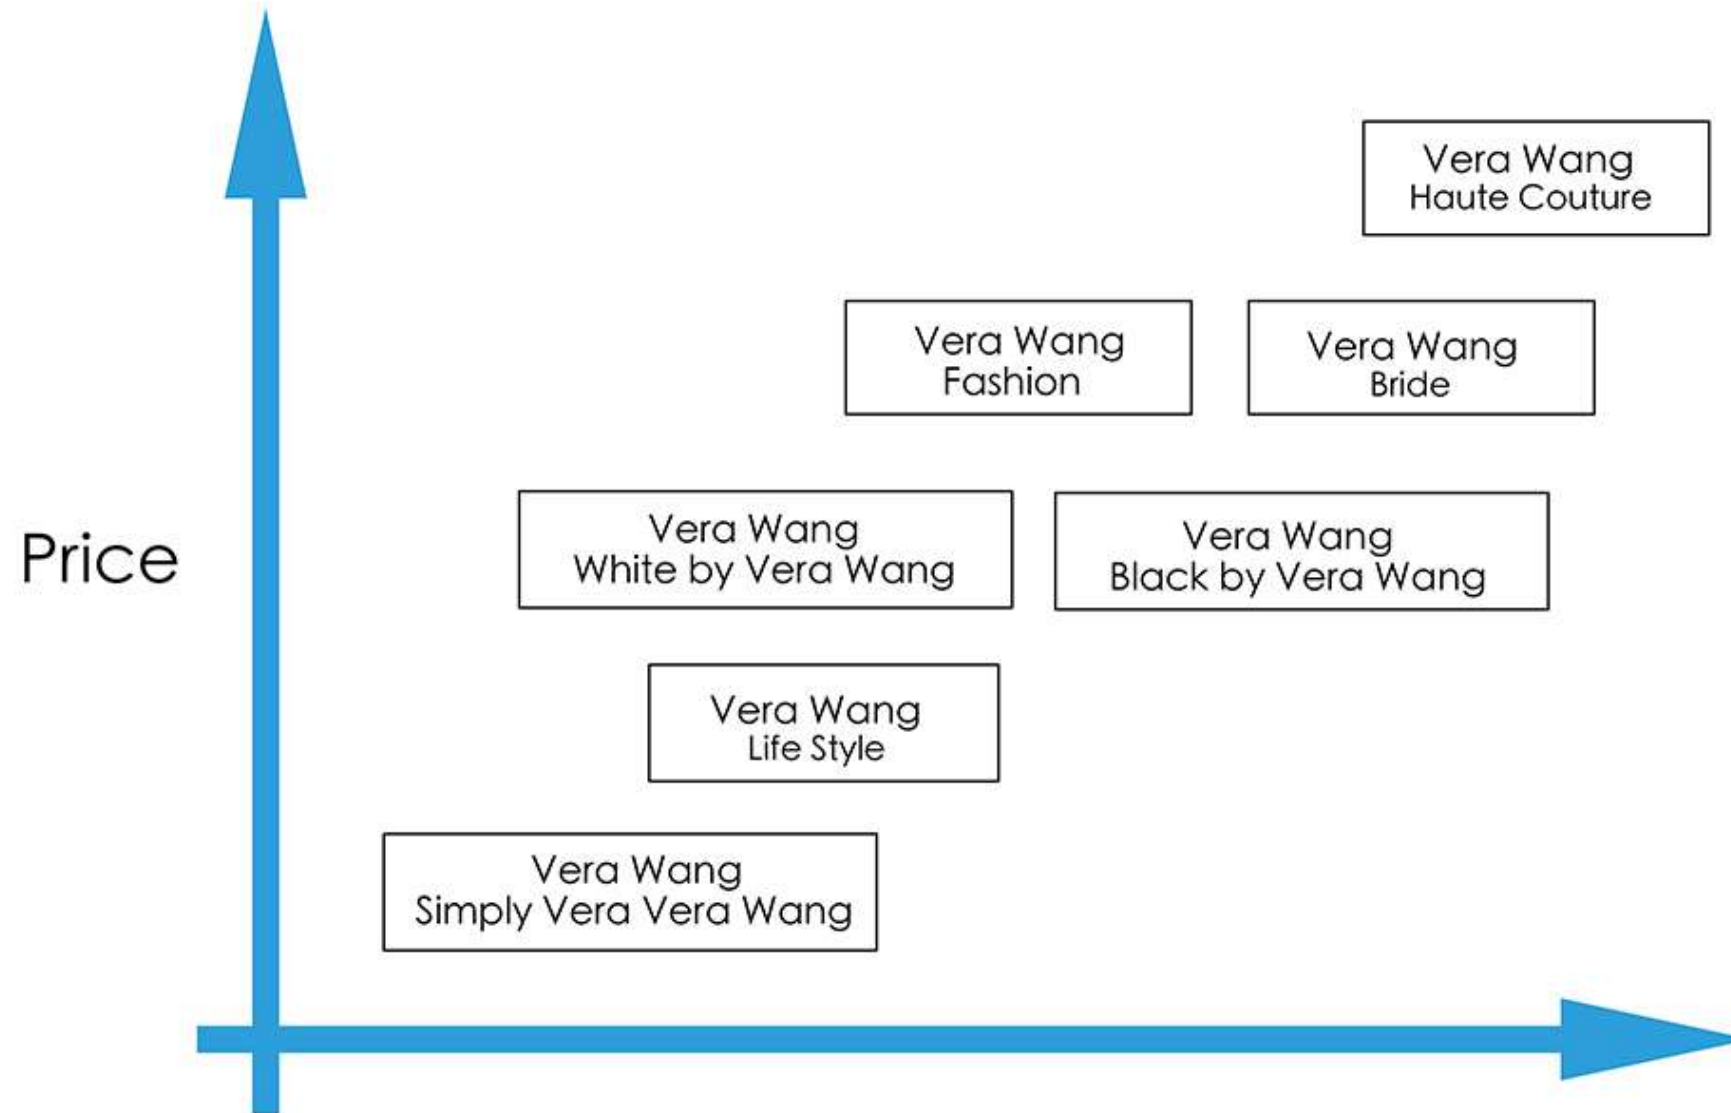 Vera Wang
Haute Couture
Vera Wang
Fashion
Vera Wang
Bride
Price
Vera Wang
White by Vera Wang
Vera Wang
Black by Vera Wang
Vera Wang
Life Style
Vera Wang
Simply Vera Vera Wang